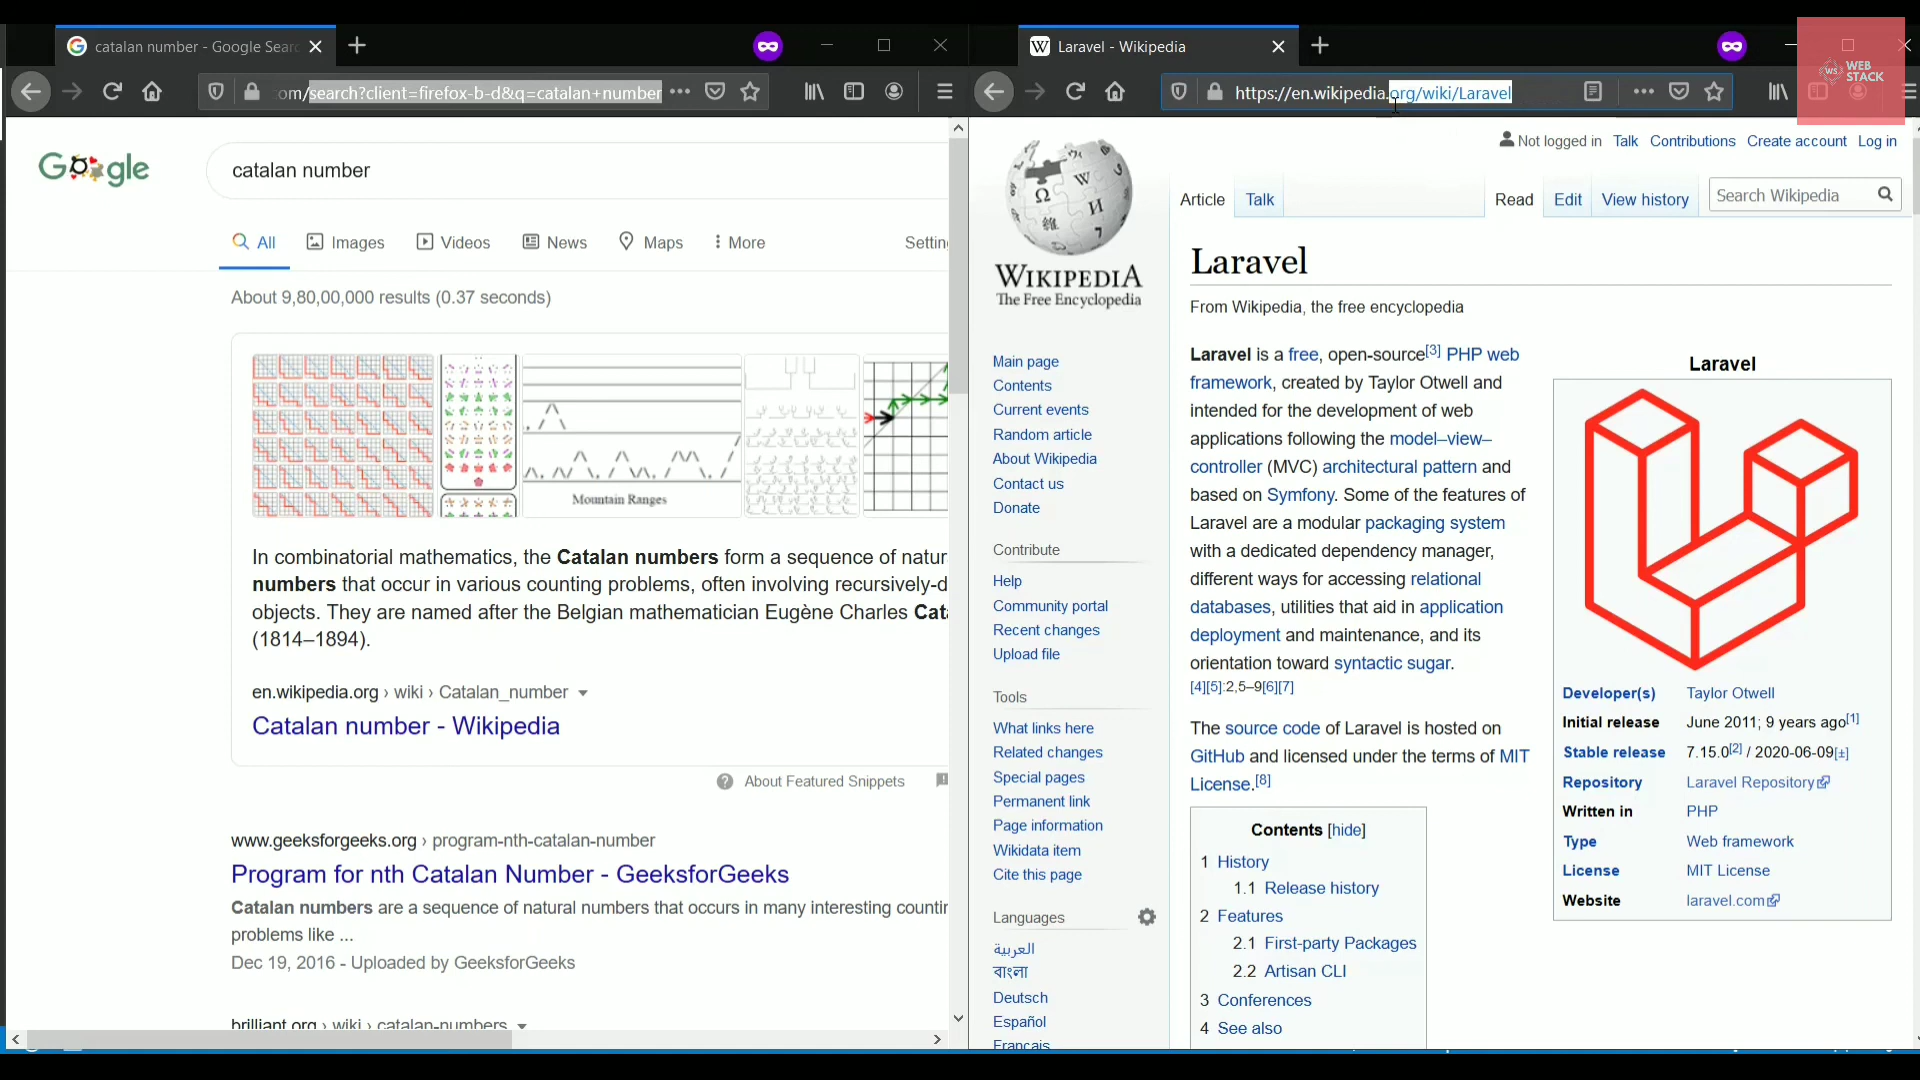 catalan number - Google Sear
Laravel - Wikipedia
WS WEB STACK
om/search?client=firefox-b-d&q=catalan+number
https://en.wikipedia.org/wiki/Laravel
Google
catalan number
All Images Videos News Maps More Settin
About 9,80,00,000 results (0.37 seconds)
Mountain Ranges
In combinatorial mathematics, the Catalan numbers form a sequence of natur
numbers that occur in various counting problems, often involving recursively-d
objects. They are named after the Belgian mathematician Eugène Charles Cat
(1814–1894).
en.wikipedia.org › wiki › Catalan_number
Catalan number - Wikipedia
About Featured Snippets
www.geeksforgeeks.org › program-nth-catalan-number
Program for nth Catalan Number - GeeksforGeeks
Catalan numbers are a sequence of natural numbers that occurs in many interesting countin
problems like ...
Dec 19, 2016 - Uploaded by GeeksforGeeks
brilliant.org › wiki › catalan-numbers
Not logged in Talk Contributions Create account Log in
WIKIPEDIA
The Free Encyclopedia
Article Talk Read Edit View history Search Wikipedia
Main page
Contents
Current events
Random article
About Wikipedia
Contact us
Donate
Contribute
Help
Community portal
Recent changes
Upload file
Tools
What links here
Related changes
Special pages
Permanent link
Page information
Wikidata item
Cite this page
Languages
العربية
বাংলা
Deutsch
Español
Français
Laravel
From Wikipedia, the free encyclopedia
Laravel is a free, open-source[3] PHP web
framework, created by Taylor Otwell and
intended for the development of web
applications following the model–view–
controller (MVC) architectural pattern and
based on Symfony. Some of the features of
Laravel are a modular packaging system
with a dedicated dependency manager,
different ways for accessing relational
databases, utilities that aid in application
deployment and maintenance, and its
orientation toward syntactic sugar.
[4][5]:2,5–9[6][7]
The source code of Laravel is hosted on
GitHub and licensed under the terms of MIT
License.[8]
Contents [hide]
1 History
1.1 Release history
2 Features
2.1 First-party Packages
2.2 Artisan CLI
3 Conferences
4 See also
Laravel
Developer(s) Taylor Otwell
Initial release June 2011; 9 years ago[1]
Stable release 7.15.0[2] / 2020-06-09[±]
Repository Laravel Repository
Written in PHP
Type Web framework
License MIT License
Website laravel.com